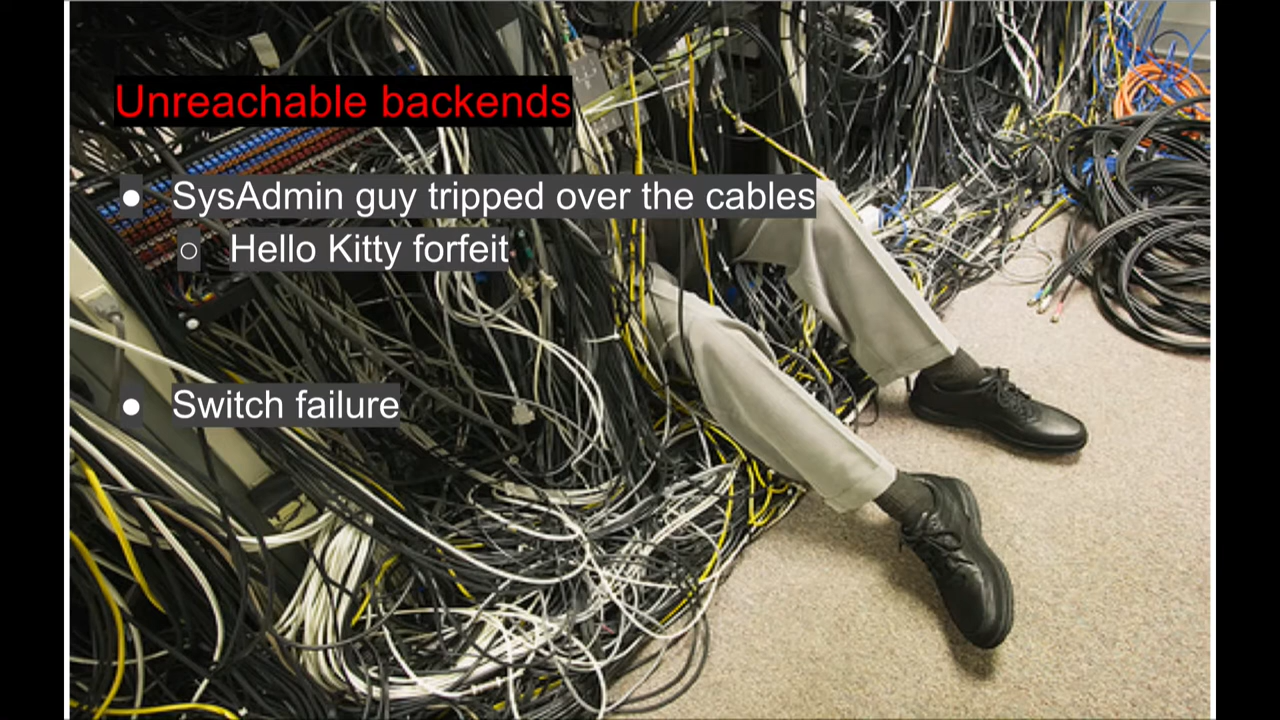 Unreachable backends
● SysAdmin guy tripped over the cables
○ Hello Kitty forfeit
● Switch failure